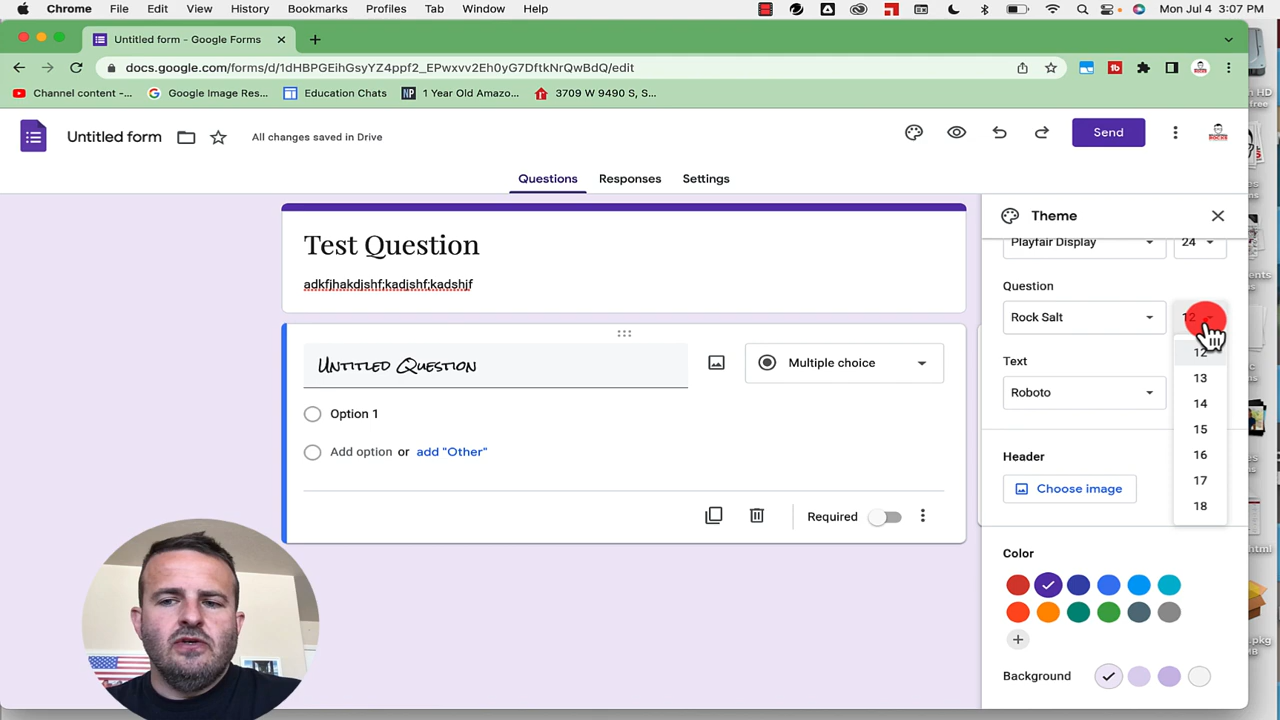 Chrome File Edit View History Bookmarks Profiles Tab Window Help Mon Jul 4 3:07 PM
Untitled form - Google Forms
docs.google.com/forms/d/1dHBPGEihGsyYZ4ppf2_EPwxvv2Eh0yG7DftkNrQwBdQ/edit
Channel content -... Google Image Res... Education Chats 1 Year Old Amazo... 3709 W 9490 S, S...
Untitled form All changes saved in Drive Send
Questions Responses Settings
Theme
Test Question
adkfjhakdjshf;kadjshf;kadshjf
Playfair Display 24
Question
Rock Salt 12
Untitled Question
Multiple choice
Option 1
Add option or add "Other"
Required
12
13
14
15
16
17
18
Text
Roboto
Header
Choose image
Color
Background